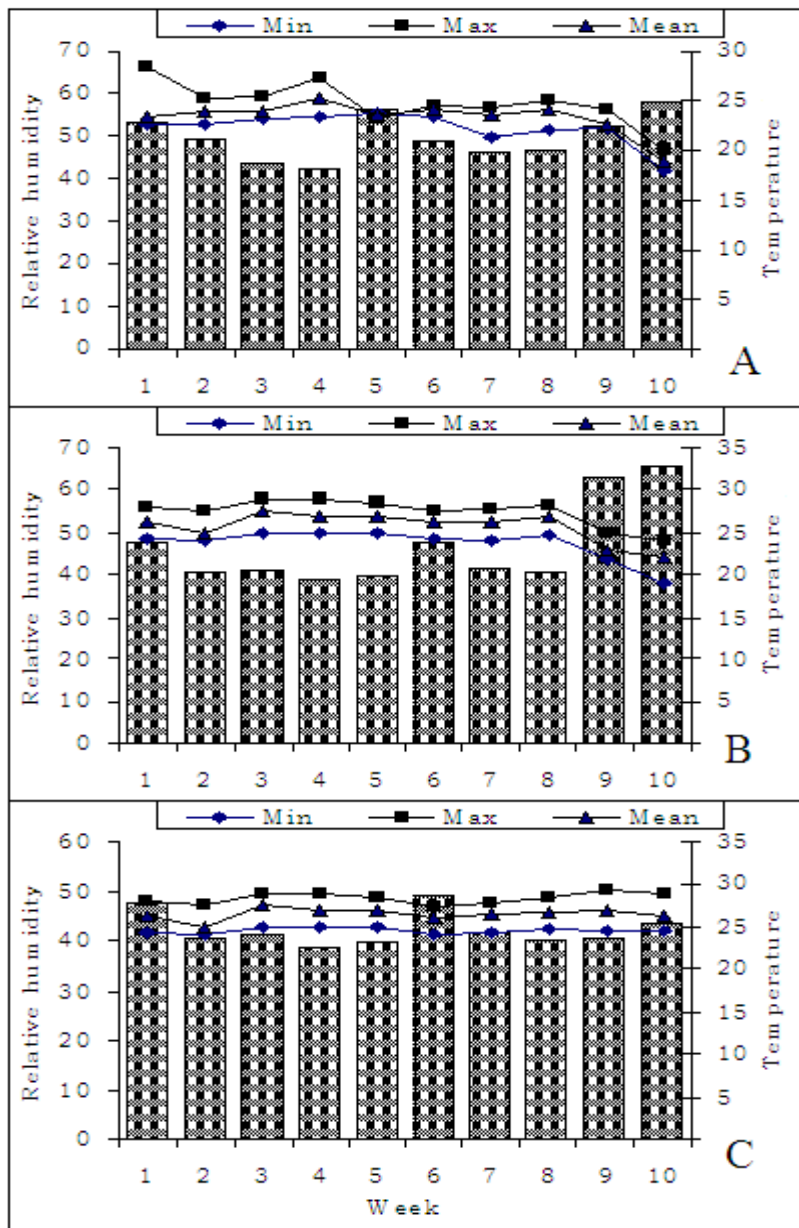 Min Max Mean
70 30
60 25
50 20
40 15
30 10
20 5
10
0
Relative humidity
Temperature
1 2 3 4 5 6 7 8 9 10
A
Min Max Mean
70 35
60 30
50 25
40 20
30 15
20 10
10 5
0
Relative humidity
Temperature
1 2 3 4 5 6 7 8 9 10
B
Min Max Mean
60 35
50 30
40 25
30 20
20 15
10 10
0 5
Relative humidity
Temperature
1 2 3 4 5 6 7 8 9 10
C
Week